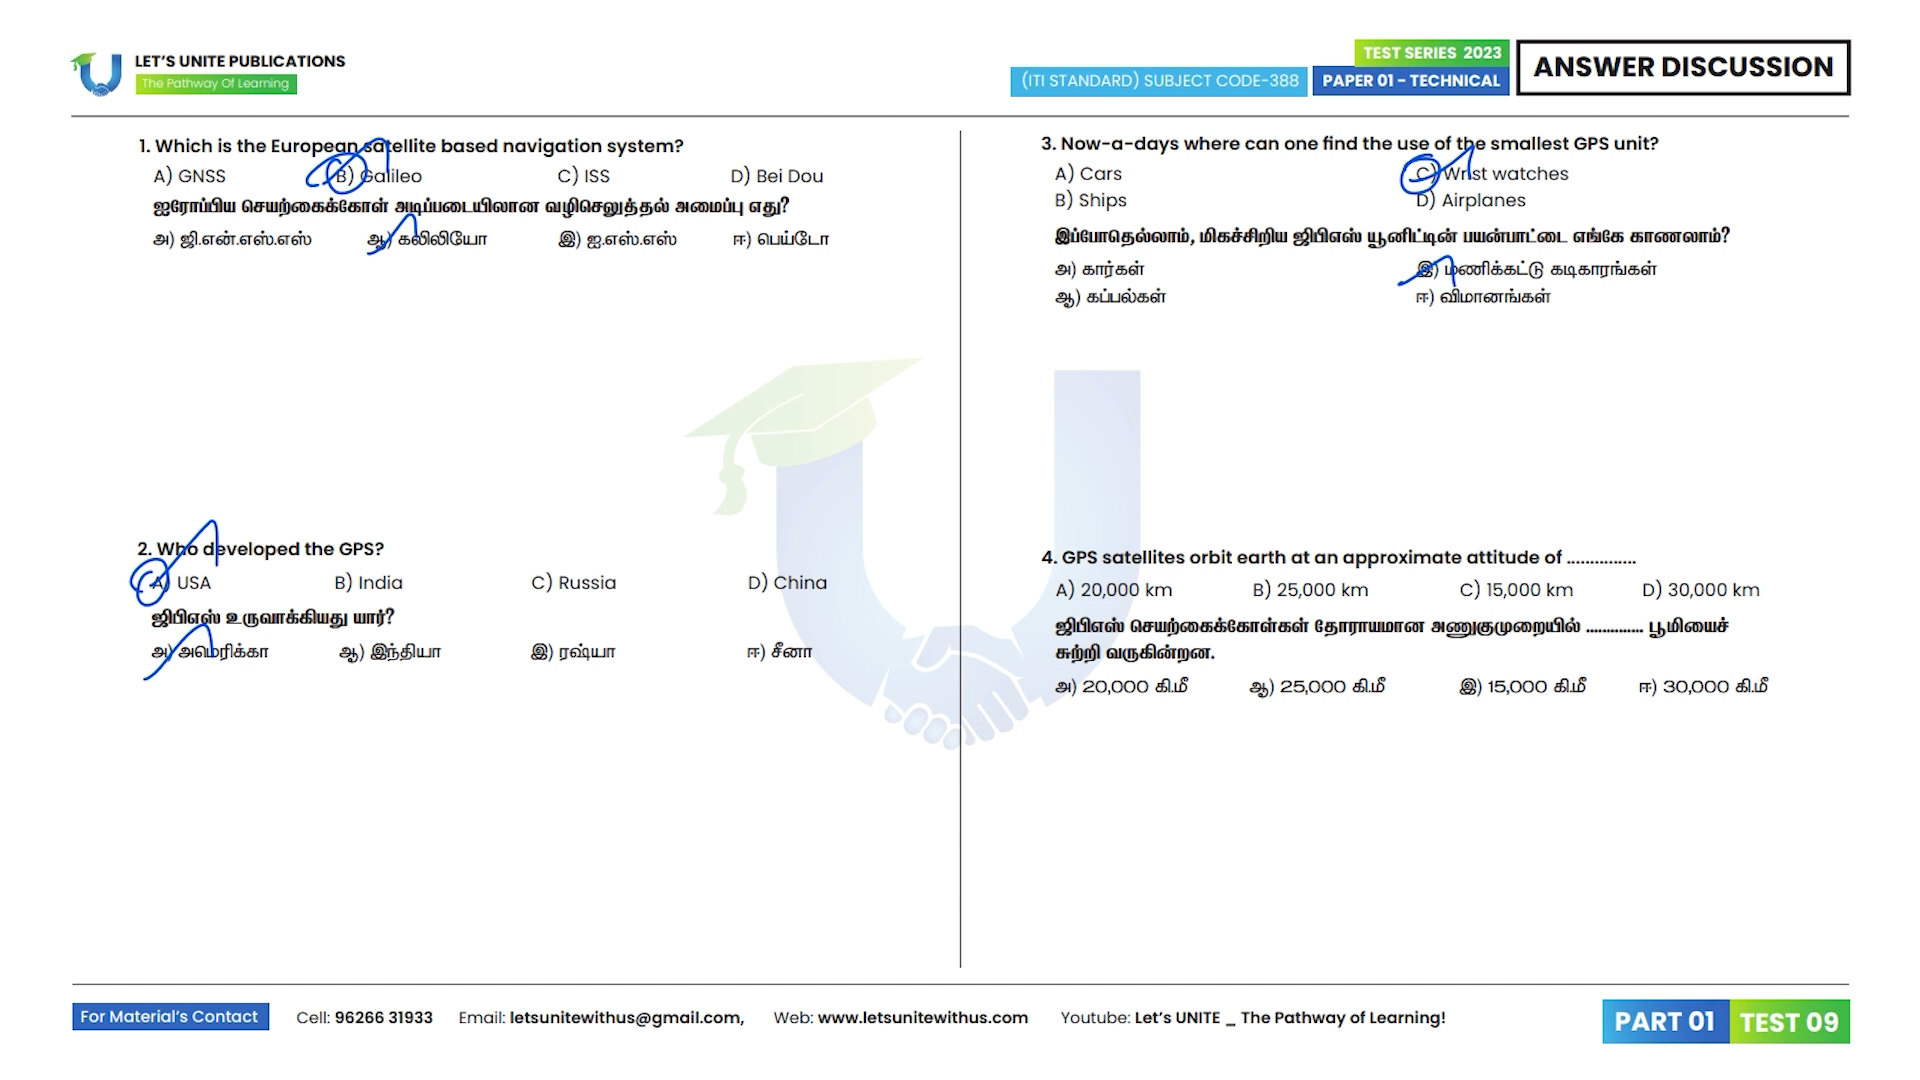 LET'S UNITE PUBLICATIONS
The Pathway Of Learning
TEST SERIES 2023
(ITI STANDARD) SUBJECT CODE-388
PAPER 01 - TECHNICAL
ANSWER DISCUSSION
1. Which is the European satellite based navigation system?
A) GNSS B) Galileo C) ISS D) Bei Dou
ஐரோப்பிய செயற்கைக்கோள் அடிப்படையிலான வழிசெலுத்தல் அமைப்பு எது?
அ) ஜி.என்.எஸ்.எஸ் ஆ) கலிலியோ இ) ஐ.எஸ்.எஸ் ஈ) பெய்டோ
2. Who developed the GPS?
A) USA B) India C) Russia D) China
ஜிபிஎஸ் உருவாக்கியது யார்?
அ) அமெரிக்கா ஆ) இந்தியா இ) ரஷ்யா ஈ) சீனா
3. Now-a-days where can one find the use of the smallest GPS unit?
A) Cars C) Wrist watches
B) Ships D) Airplanes
இப்போதெல்லாம், மிகச்சிறிய ஜிபிஎஸ் யூனிட்டின் பயன்பாட்டை எங்கே காணலாம்?
அ) கார்கள் இ) மணிக்கட்டு கடிகாரங்கள்
ஆ) கப்பல்கள் ஈ) விமானங்கள்
4. GPS satellites orbit earth at an approximate attitude of ...............
A) 20,000 km B) 25,000 km C) 15,000 km D) 30,000 km
ஜிபிஎஸ் செயற்கைக்கோள்கள் தோராயமான அணுகுமுறையில் .............. பூமியைச்
சுற்றி வருகின்றன.
அ) 20,000 கி.மீ ஆ) 25,000 கி.மீ இ) 15,000 கி.மீ ஈ) 30,000 கி.மீ
For Material's Contact Cell: 96266 31933 Email: letsunitewithus@gmail.com, Web: www.letsunitewithus.com Youtube: Let's UNITE _ The Pathway of Learning!
PART 01 TEST 09